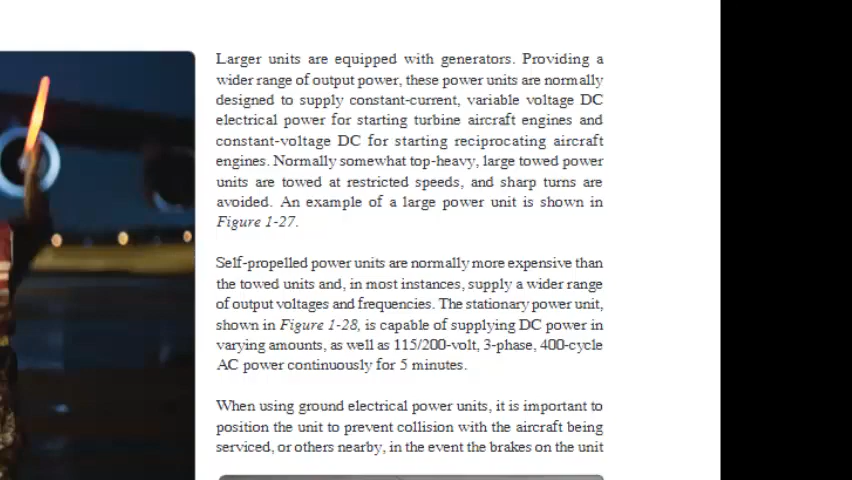 Larger units are equipped with generators. Providing a
wider range of output power, these power units are normally
designed to supply constant-current, variable voltage DC
electrical power for starting turbine aircraft engines and
constant-voltage DC for starting reciprocating aircraft
engines. Normally somewhat top-heavy, large towed power
units are towed at restricted speeds, and sharp turns are
avoided. An example of a large power unit is shown in
Figure 1-27.
Self-propelled power units are normally more expensive than
the towed units and, in most instances, supply a wider range
of output voltages and frequencies. The stationary power unit,
shown in Figure 1-28, is capable of supplying DC power in
varying amounts, as well as 115/200-volt, 3-phase, 400-cycle
AC power continuously for 5 minutes.
When using ground electrical power units, it is important to
position the unit to prevent collision with the aircraft being
serviced, or others nearby, in the event the brakes on the unit